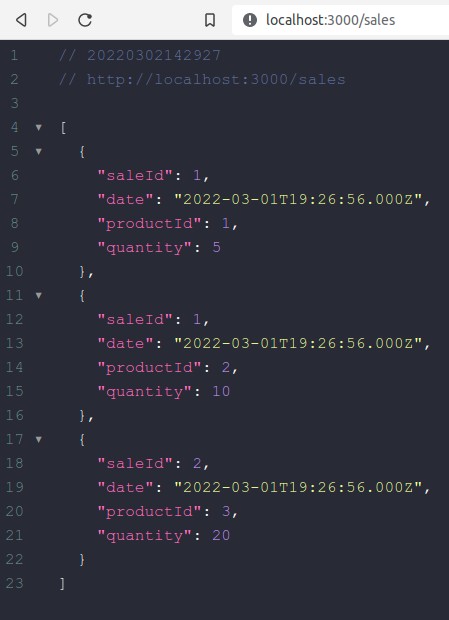 localhost:3000/sales
1 // 20220302142927
2 // http://localhost:3000/sales
3
4 [
5 {
6 "saleId": 1,
7 "date": "2022-03-01T19:26:56.000Z",
8 "productId": 1,
9 "quantity": 5
10 },
11 {
12 "saleId": 1,
13 "date": "2022-03-01T19:26:56.000Z",
14 "productId": 2,
15 "quantity": 10
16 },
17 {
18 "saleId": 2,
19 "date": "2022-03-01T19:26:56.000Z",
20 "productId": 3,
21 "quantity": 20
22 }
23 ]